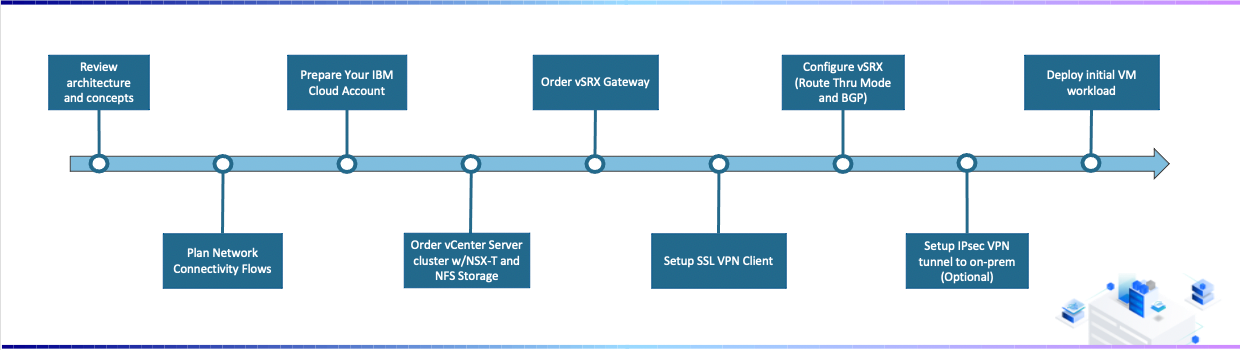 Review
architecture
and concepts
Plan Network
Connectivity Flows
Prepare Your IBM
Cloud Account
Order vCenter Server
cluster w/NSX-T and
NFS Storage
Order vSRX Gateway
Setup SSL VPN Client
Configure vSRX
(Route Thru Mode
and BGP)
Setup IPsec VPN
tunnel to on-prem
(Optional)
Deploy initial VM
workload